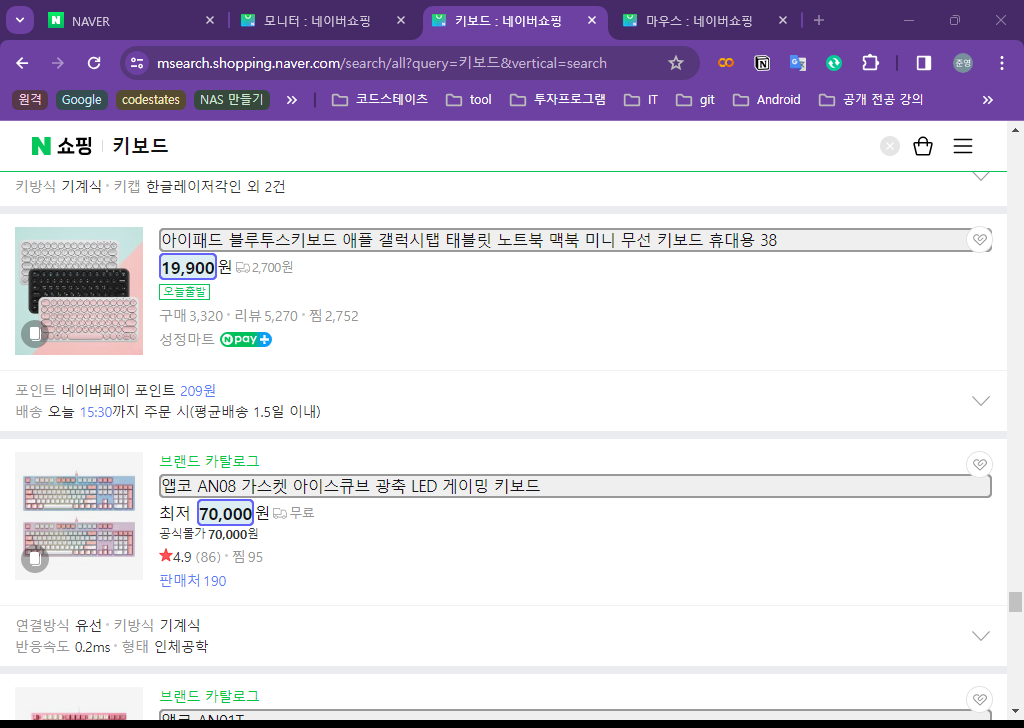 NAVER
모니터 : 네이버쇼핑
키보드 : 네이버쇼핑
마우스 : 네이버쇼핑
msearch.shopping.naver.com/search/all?query=키보드&vertical=search
준영
원격
Google
codestates
NAS 만들기
코드스테이츠
tool
투자프로그램
IT
git
Android
공개 전공 강의
N 쇼핑 키보드
키방식 기계식 · 키캡 한글레이저각인 외 2건
아이패드 블루투스키보드 애플 갤럭시탭 태블릿 노트북 맥북 미니 무선 키보드 휴대용 38
19,900원 2,700원
오늘출발
구매 3,320 · 리뷰 5,270 · 찜 2,752
성정마트 N pay +
포인트 네이버페이 포인트 209원
배송 오늘 15:30까지 주문 시(평균배송 1.5일 이내)
브랜드 카탈로그
앱코 AN08 가스켓 아이스큐브 광축 LED 게이밍 키보드
최저 70,000원 무료
공식몰가 70,000원
4.9 (86) · 찜 95
판매처 190
연결방식 유선 · 키방식 기계식
반응속도 0.2ms · 형태 인체공학
브랜드 카탈로그
앱코 AN01T